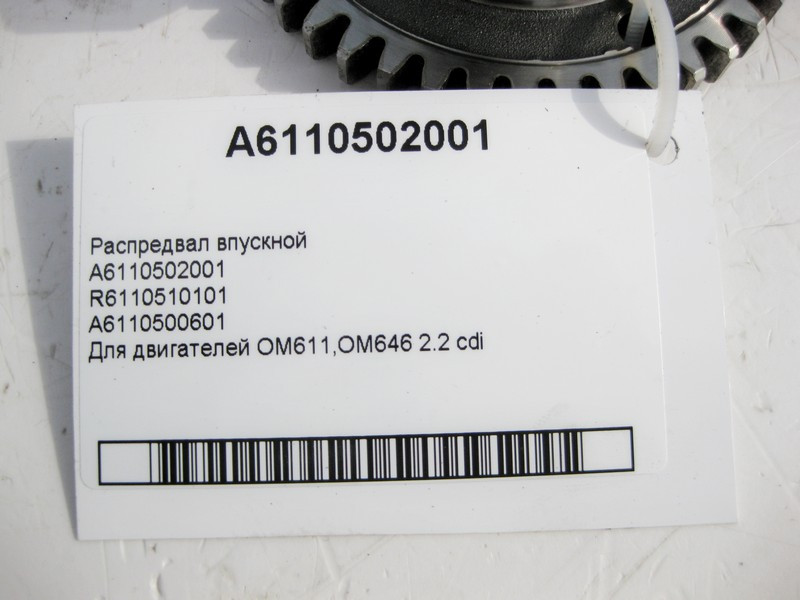 A6110502001
Распредвал впускной
A6110502001
R6110510101
A6110500601
Для двигателей OM611,OM646 2.2 cdi